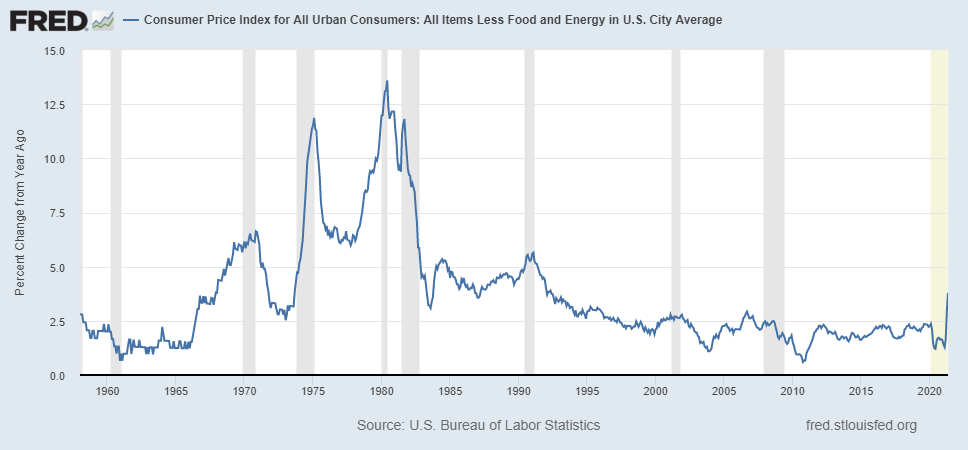 FRED
Consumer Price Index for All Urban Consumers: All Items Less Food and Energy in U.S. City Average
15.0
12.5
10.0
7.5
5.0
2.5
0.0
Percent Change from Year Ago
1960 1965 1970 1975 1980 1985 1990 1995 2000 2005 2010 2015 2020
Source: U.S. Bureau of Labor Statistics
fred.stlouisfed.org